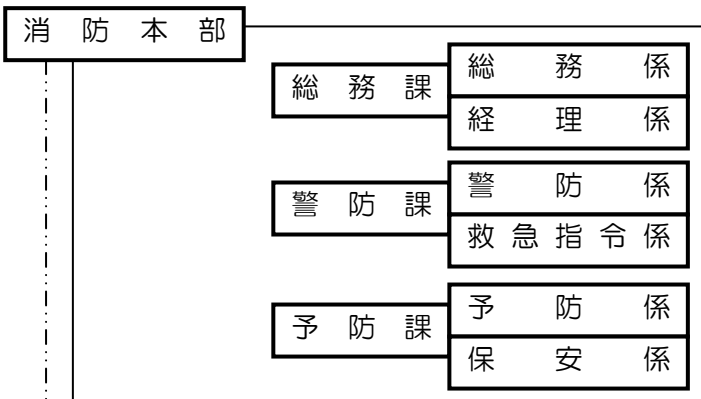 消防本部
総務課
総務係
経理係
警防課
警防係
救急指令係
予防課
予防係
保安係